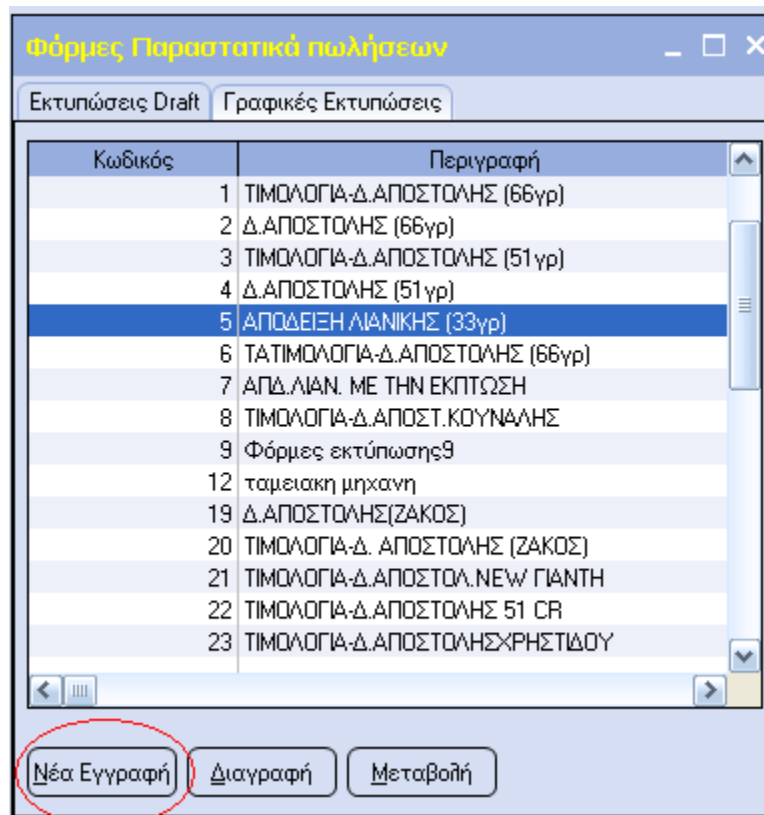 Φόρμες Παραστατικά πωλήσεων
Εκτυπώσεις Draft Γραφικές Εκτυπώσεις
Κωδικός Περιγραφή
1 ΤΙΜΟΛΟΓΙΑ-Δ.ΑΠΟΣΤΟΛΗΣ (66γρ)
2 Δ.ΑΠΟΣΤΟΛΗΣ (66γρ)
3 ΤΙΜΟΛΟΓΙΑ-Δ.ΑΠΟΣΤΟΛΗΣ (51γρ)
4 Δ.ΑΠΟΣΤΟΛΗΣ (51γρ)
5 ΑΠΟΔΕΙΞΗ ΛΙΑΝΙΚΗΣ (33γρ)
6 ΤΑΤΙΜΟΛΟΓΙΑ-Δ.ΑΠΟΣΤΟΛΗΣ (66γρ)
7 ΑΠΔ.ΛΙΑΝ. ΜΕ ΤΗΝ ΕΚΠΤΩΣΗ
8 ΤΙΜΟΛΟΓΙΑ-Δ.ΑΠΟΣΤ.ΚΟΥΝΑΛΗΣ
9 Φόρμες εκτύπωσης9
12 ταμειακη μηχανη
19 Δ.ΑΠΟΣΤΟΛΗΣ(ΖΑΚΟΣ)
20 ΤΙΜΟΛΟΓΙΑ-Δ. ΑΠΟΣΤΟΛΗΣ (ΖΑΚΟΣ)
21 ΤΙΜΟΛΟΓΙΑ-Δ.ΑΠΟΣΤΟΛ.NEW ΓΙΑΝΤΗ
22 ΤΙΜΟΛΟΓΙΑ-Δ.ΑΠΟΣΤΟΛΗΣ 51 CR
23 ΤΙΜΟΛΟΓΙΑ-Δ.ΑΠΟΣΤΟΛΗΣΧΡΗΣΤΙΔΟΥ
Νέα Εγγραφή Διαγραφή Μεταβολή